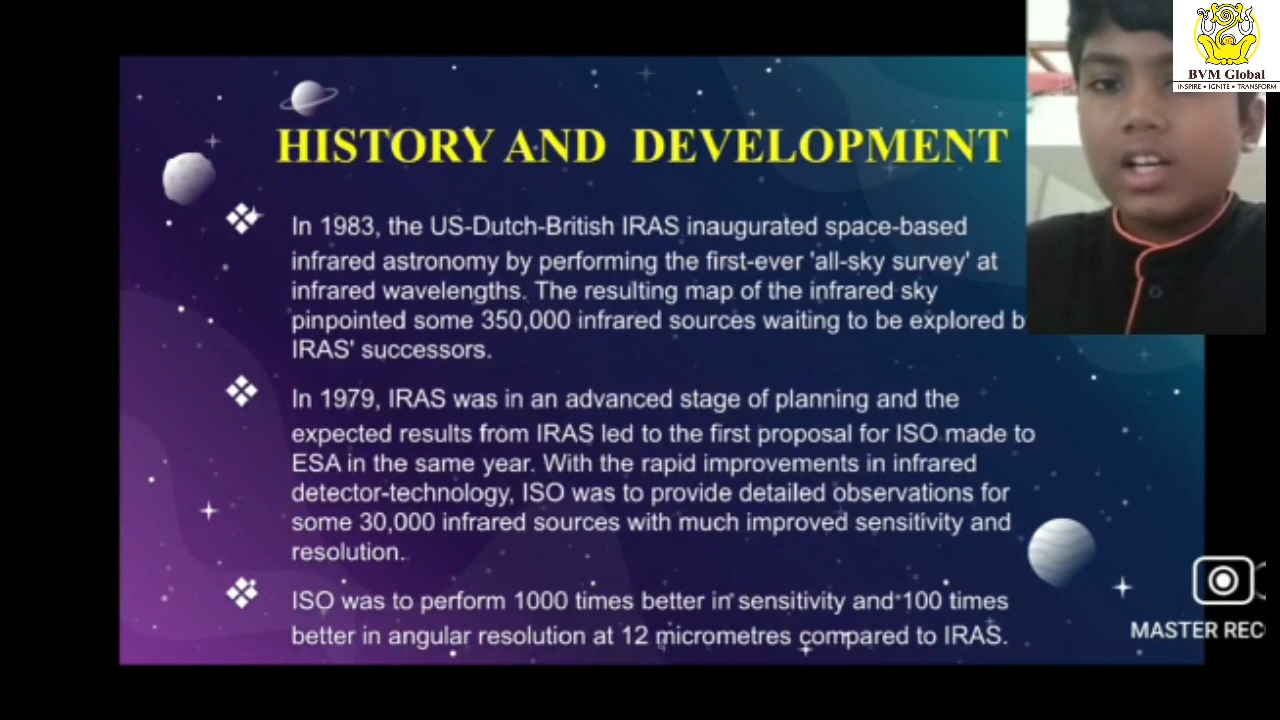 HISTORY AND DEVELOPMENT
In 1983, the US-Dutch-British IRAS inaugurated space-based
infrared astronomy by performing the first-ever 'all-sky survey' at
infrared wavelengths. The resulting map of the infrared sky
pinpointed some 350,000 infrared sources waiting to be explored b
IRAS' successors.
In 1979, IRAS was in an advanced stage of planning and the
expected results from IRAS led to the first proposal for ISO made to
ESA in the same year. With the rapid improvements in infrared
detector-technology, ISO was to provide detailed observations for
some 30,000 infrared sources with much improved sensitivity and
resolution.
ISO was to perform 1000 times better in sensitivity and 100 times
better in angular resolution at 12 micrometres compared to IRAS.
BVM Global
INSPIRE • IGNITE • TRANSFORM
MASTER REC